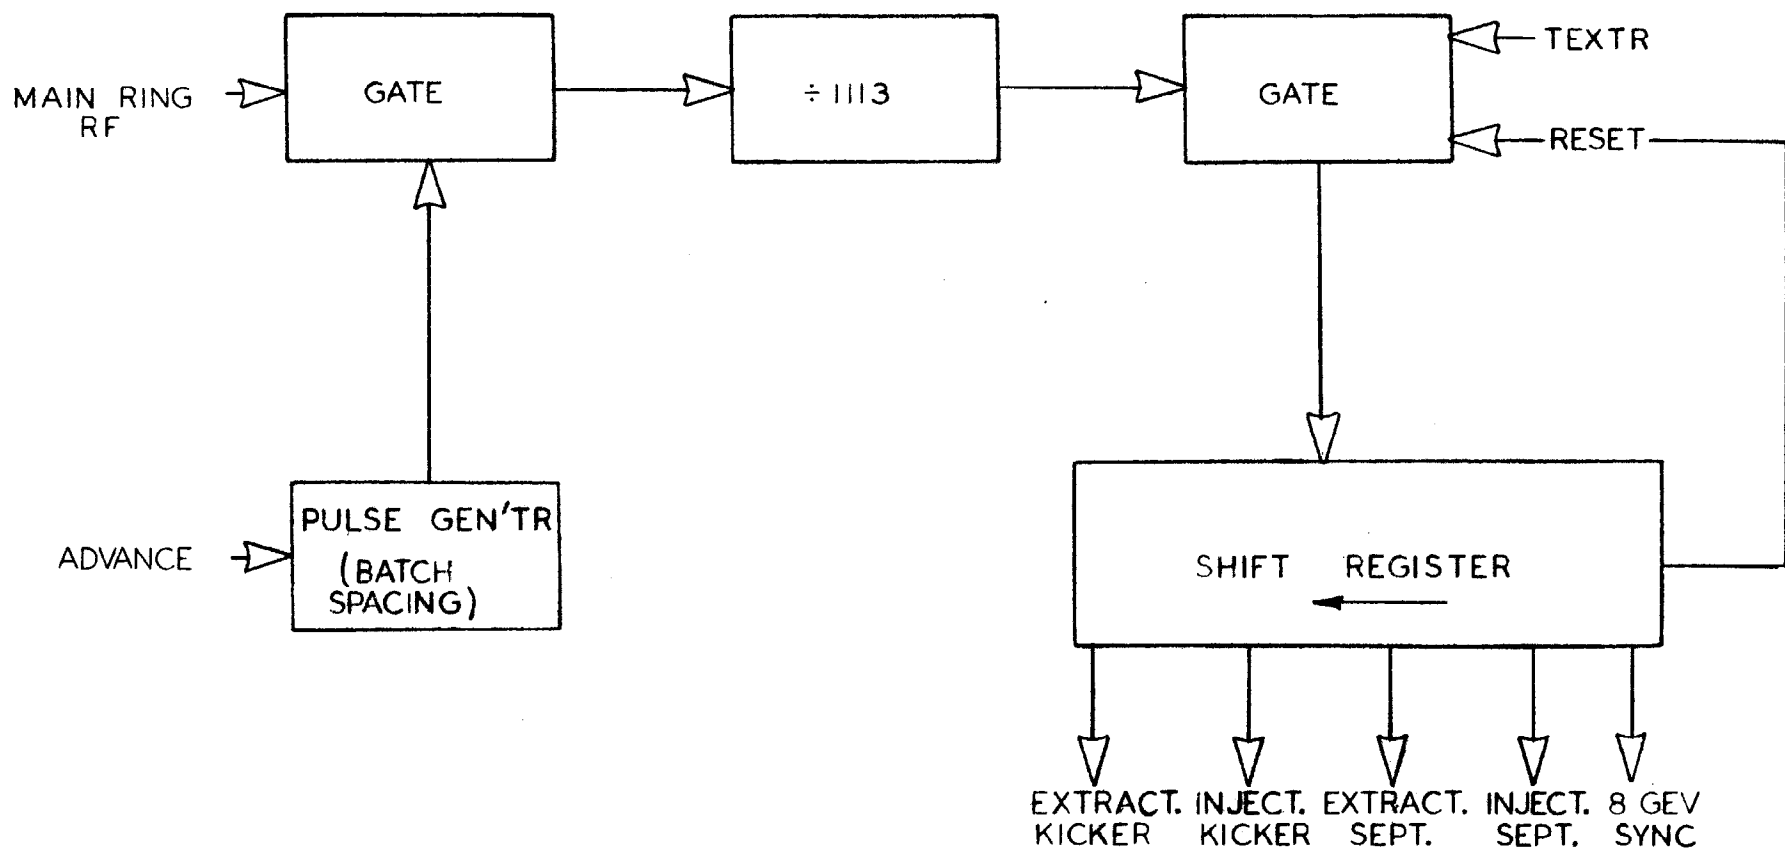 MAIN RING
RF
GATE
÷ 1113
GATE
TEXTR
RESET
ADVANCE
PULSE GEN'TR
(BATCH
SPACING)
SHIFT REGISTER
EXTRACT.
KICKER
INJECT.
KICKER
EXTRACT.
SEPT.
INJECT.
SEPT.
8 GEV
SYNC